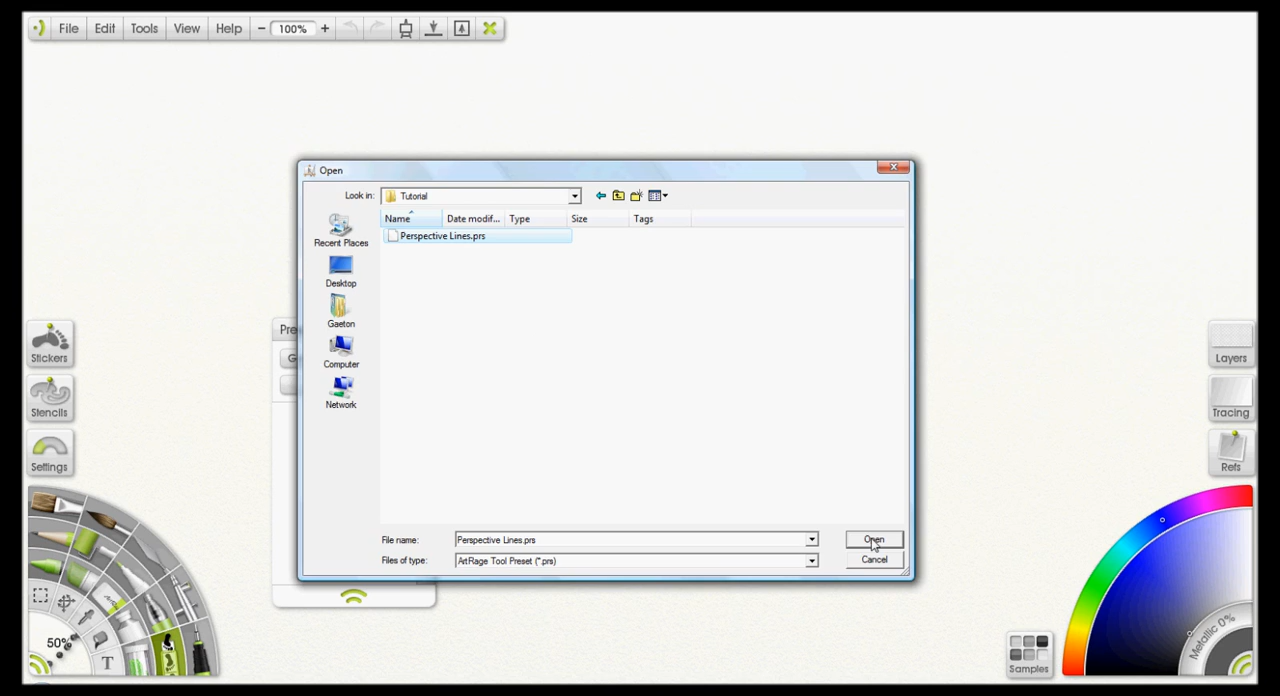 File Edit Tools View Help − 100% +
Open
Look in: Tutorial
Name Date modif... Type Size Tags
Perspective Lines.prs
Recent Places
Desktop
Gaeton
Computer
Network
File name: Perspective Lines.prs Open
Files of type: ArtRage Tool Preset (*.prs) Cancel
Pre
G
Stickers
Stencils
Settings
50%
T
Layers
Tracing
Refs
Metallic 0%
Samples